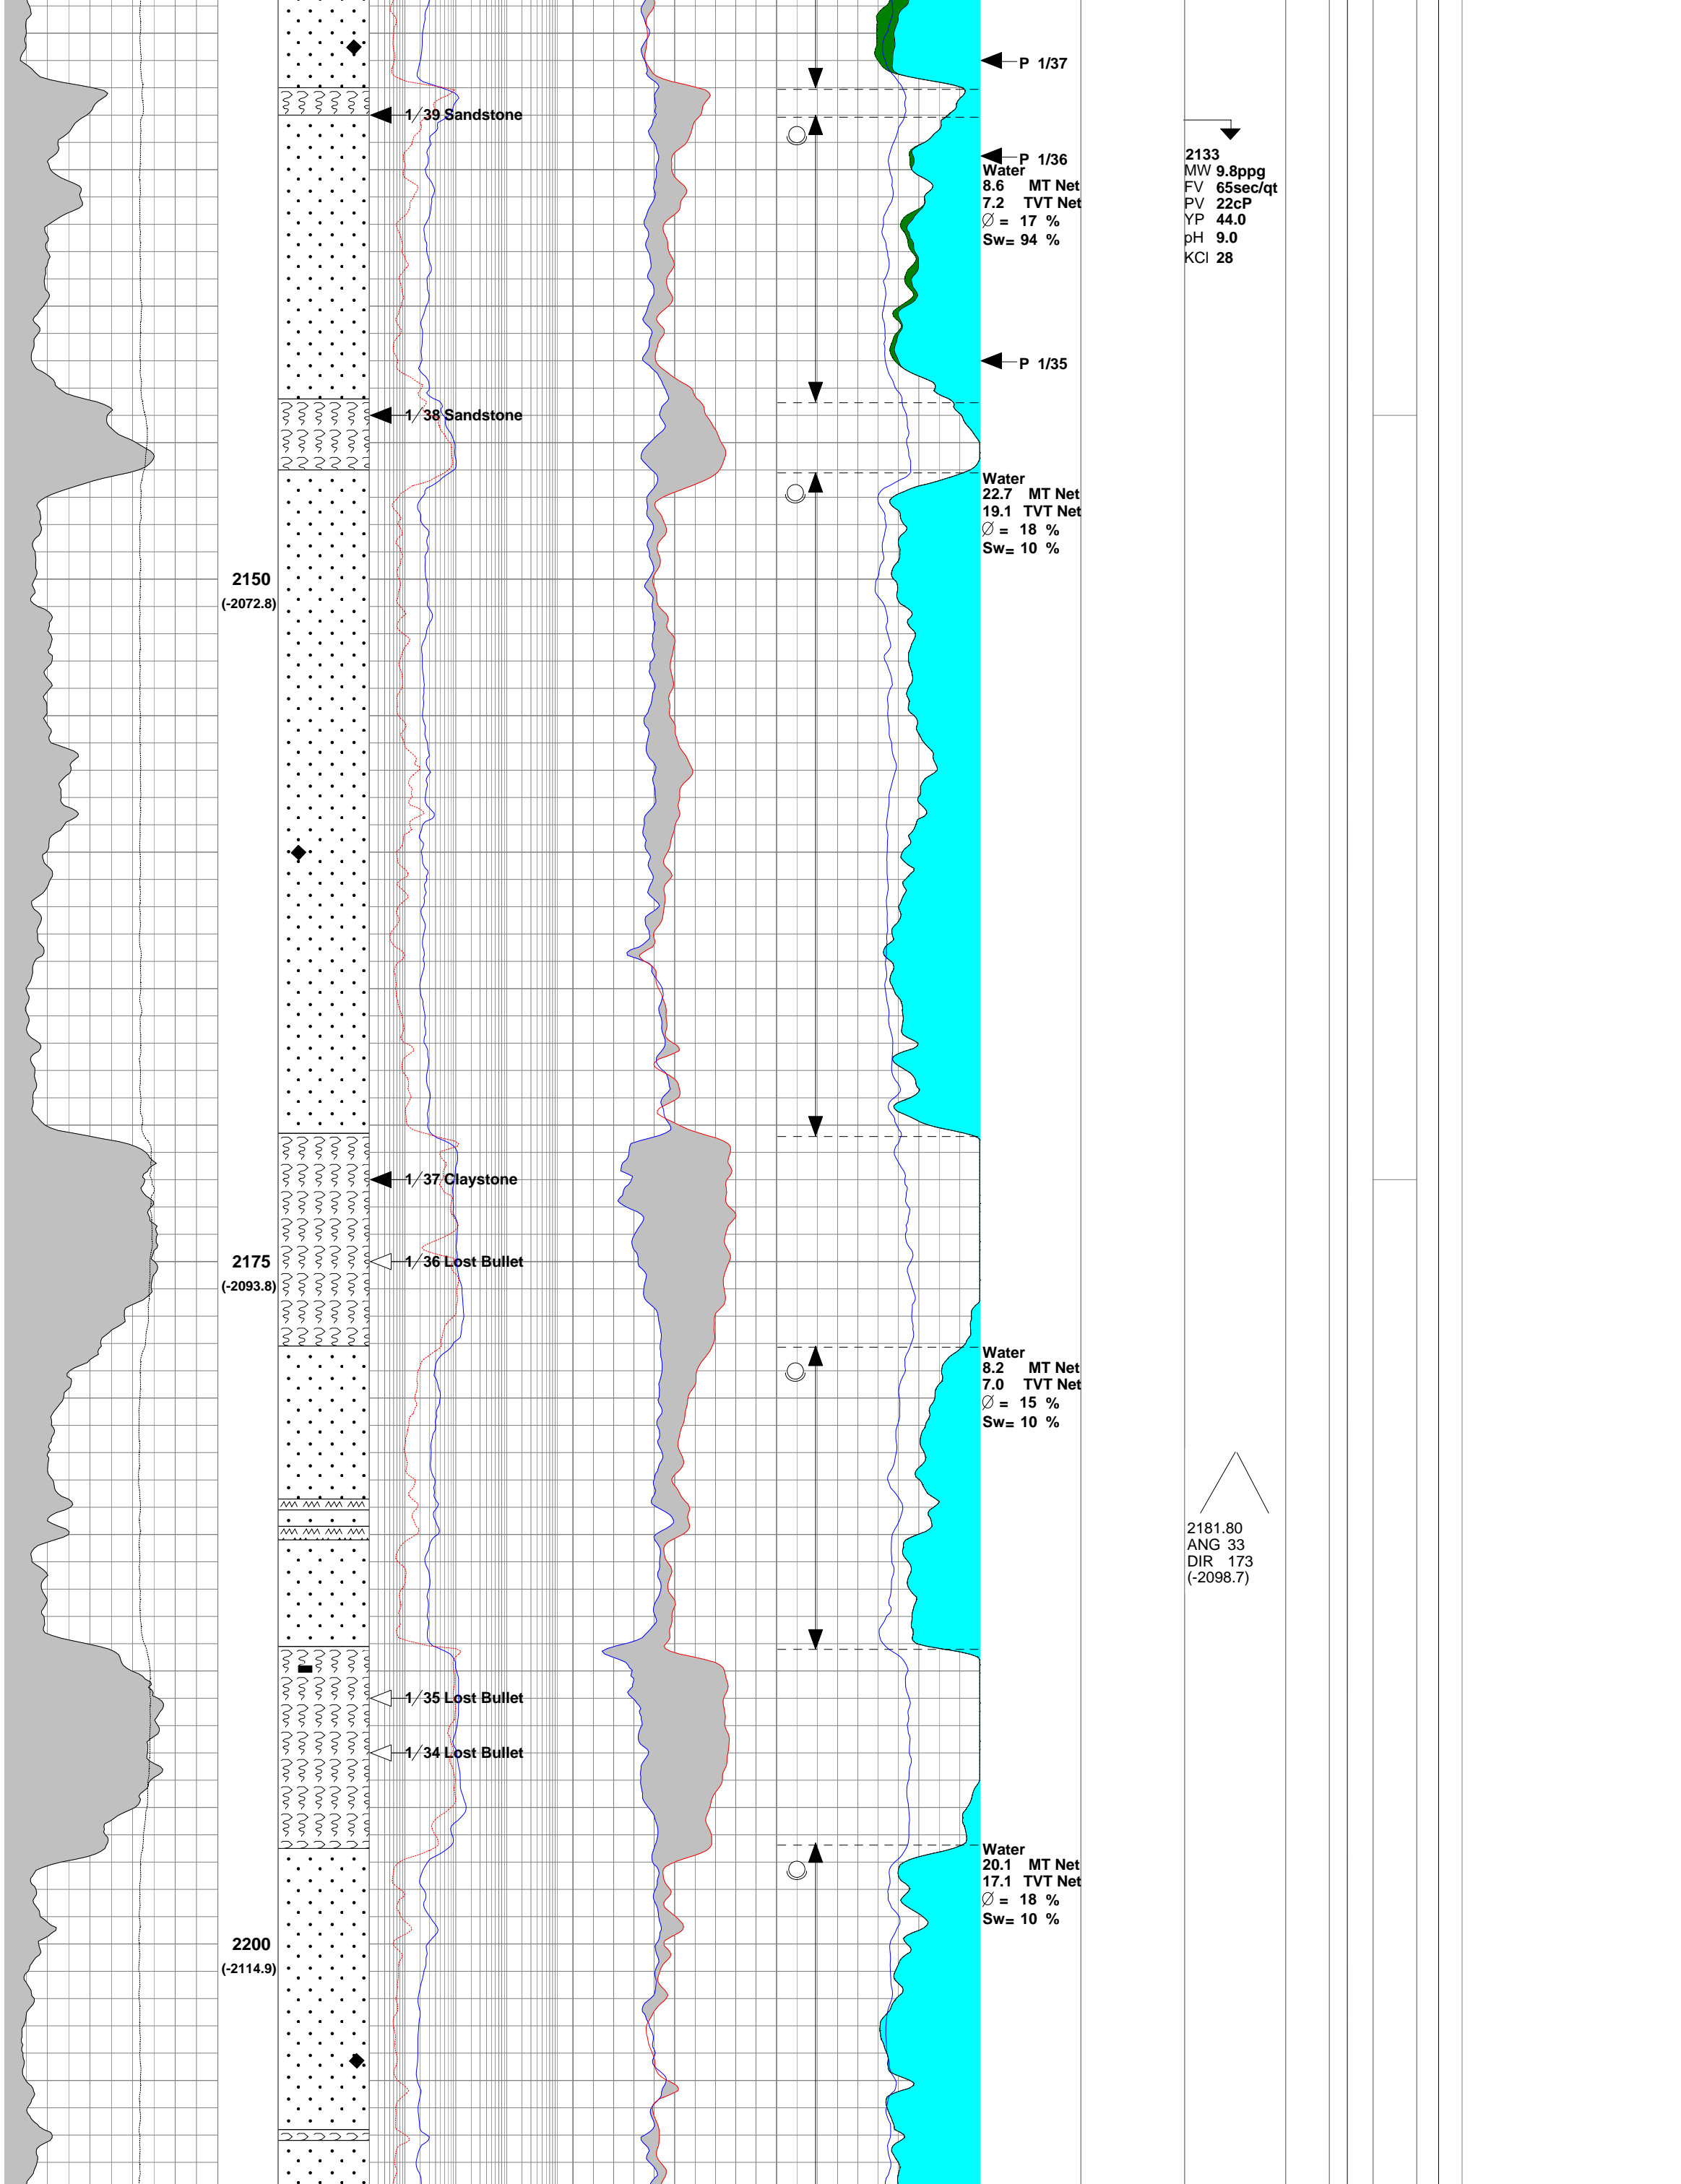 P 1/37
1/39 Sandstone
P 1/36
Water
8.6 MT Net
7.2 TVT Net
Ø = 17 %
Sw= 94 %
2133
MW 9.8ppg
FV 65sec/qt
PV 22cP
YP 44.0
pH 9.0
KCl 28
P 1/35
1/38 Sandstone
Water
22.7 MT Net
19.1 TVT Net
Ø = 18 %
Sw= 10 %
2150
(-2072.8)
1/37 Claystone
2175
(-2093.8)
1/36 Lost Bullet
Water
8.2 MT Net
7.0 TVT Net
Ø = 15 %
Sw= 10 %
2181.80
ANG 33
DIR 173
(-2098.7)
1/35 Lost Bullet
1/34 Lost Bullet
Water
20.1 MT Net
17.1 TVT Net
Ø = 18 %
Sw= 10 %
2200
(-2114.9)